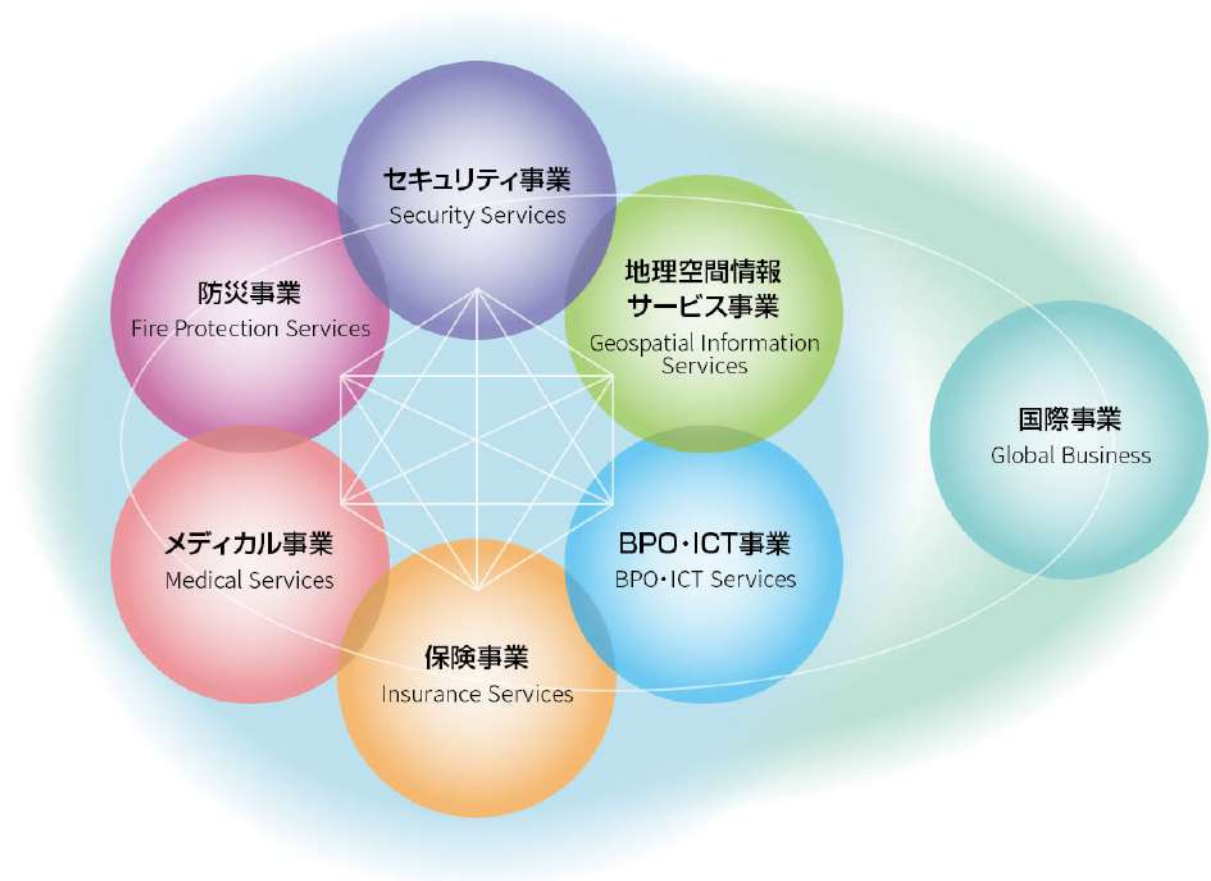 セキュリティ事業
Security Services
防災事業
Fire Protection Services
地理空間情報
サービス事業
Geospatial Information
Services
国際事業
Global Business
メディカル事業
Medical Services
BPO・ICT事業
BPO・ICT Services
保険事業
Insurance Services